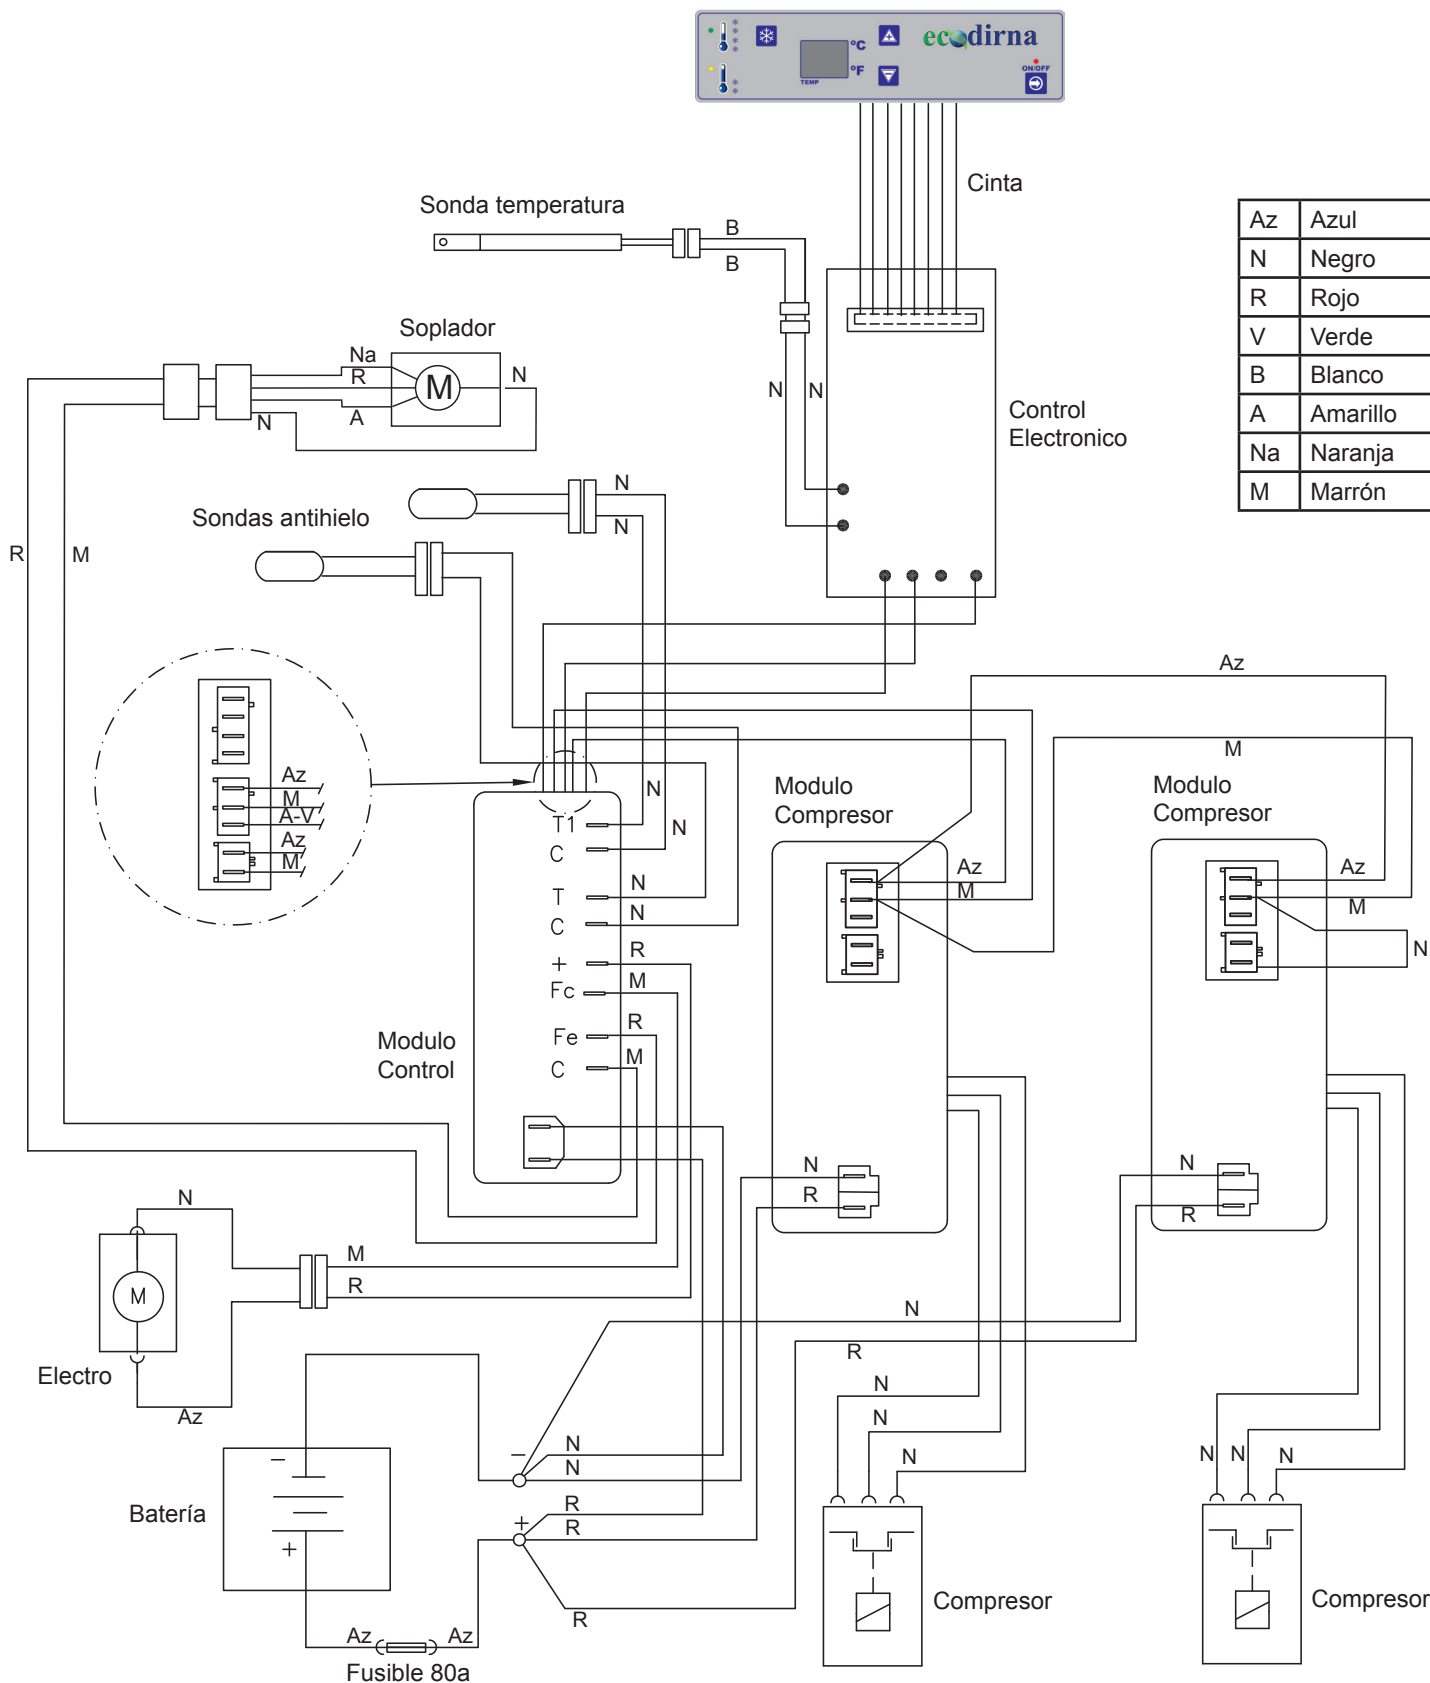 ecodirna
°C
°F
TEMP
ON/OFF
Cinta
Sonda temperatura
B
B
Az Azul
N Negro
R Rojo
V Verde
B Blanco
A Amarillo
Na Naranja
M Marrón
Soplador
Na
R
A
N
M
N
N
N
Control
Electronico
Sondas antihielo
N
N
R
M
Az
M
A-V
Az
M
Az
M
N
N
Modulo
Compresor
Az
M
Modulo
Compresor
Az
M
N
T1
C
T
N
C
N
+
R
Fc
M
Fe
R
C
M
Modulo
Control
N
R
N
R
N
M
M
R
Electro
Az
N
R
N
N
N
Batería
−
+
−
N
N
+
R
R
R
N
N
N
Compresor
Compresor
Az
Az
Fusible 80a